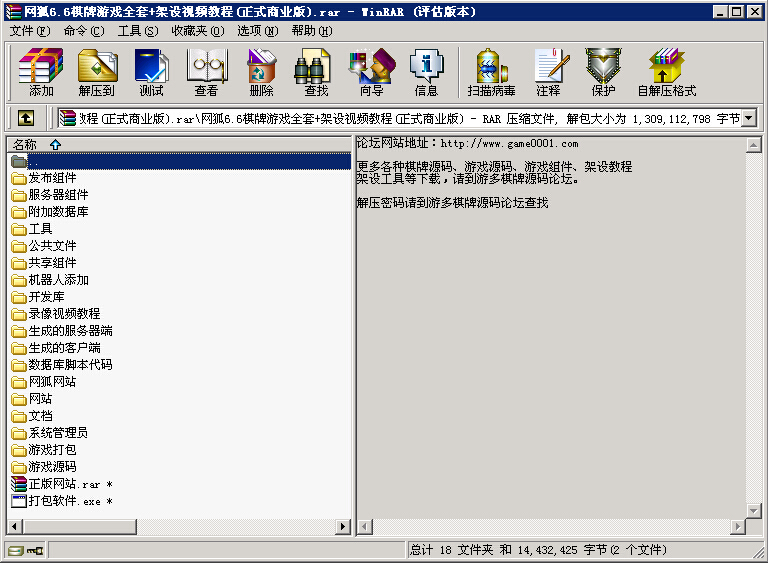 网狐6.6棋牌游戏全套+架设视频教程(正式商业版).rar - WinRAR (评估版本)
文件(F) 命令(C) 工具(S) 收藏夹(O) 选项(N) 帮助(H)
添加 解压到 测试 查看 删除 查找 向导 信息 扫描病毒 注释 保护 自解压格式
教程(正式商业版).rar\网狐6.6棋牌游戏全套+架设视频教程(正式商业版) - RAR 压缩文件, 解包大小为 1,309,112,798 字节
名称
..
发布组件
服务器组件
附加数据库
工具
公共文件
共享组件
机器人添加
开发库
录像视频教程
生成的服务器端
生成的客户端
数据库脚本代码
网狐网站
网站
文档
系统管理员
游戏打包
游戏源码
正版网站.rar *
打包软件.exe *
论坛网站地址：http://www.game0001.com
更多各种棋牌源码、游戏源码、游戏组件、架设教程
架设工具等下载，请到游多棋牌源码论坛。
解压密码请到游多棋牌源码论坛查找
总计 18 文件夹 和 14,432,425 字节(2 个文件)